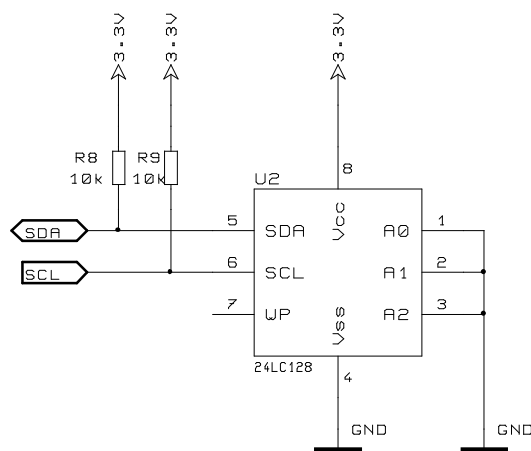 3.3V 3.3V 3.3V
R8 R9
10k 10k
8
U2
SDA 5 SDA Vcc A0 1
SCL 6 SCL A1 2
7 WP Vss A2 3
24LC128
4
GND GND